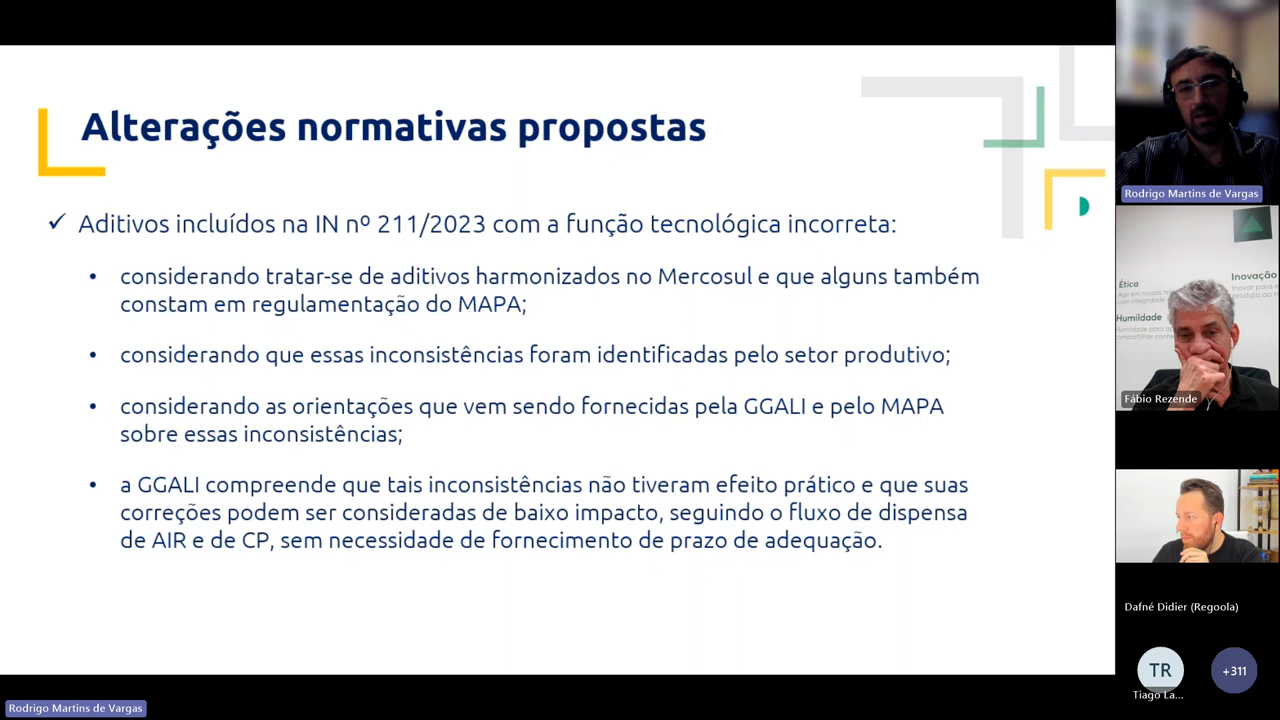 Alterações normativas propostas
✓ Aditivos incluídos na IN nº 211/2023 com a função tecnológica incorreta:
• considerando tratar-se de aditivos harmonizados no Mercosul e que alguns também
constam em regulamentação do MAPA;
• considerando que essas inconsistências foram identificadas pelo setor produtivo;
• considerando as orientações que vem sendo fornecidas pela GGALI e pelo MAPA
sobre essas inconsistências;
• a GGALI compreende que tais inconsistências não tiveram efeito prático e que suas
correções podem ser consideradas de baixo impacto, seguindo o fluxo de dispensa
de AIR e de CP, sem necessidade de fornecimento de prazo de adequação.
Rodrigo Martins de Vargas
Ética
Inovação
Humildade
Fábio Rezende
Dafné Didier (Regoola)
TR
Tiago La...
+311
Rodrigo Martins de Vargas